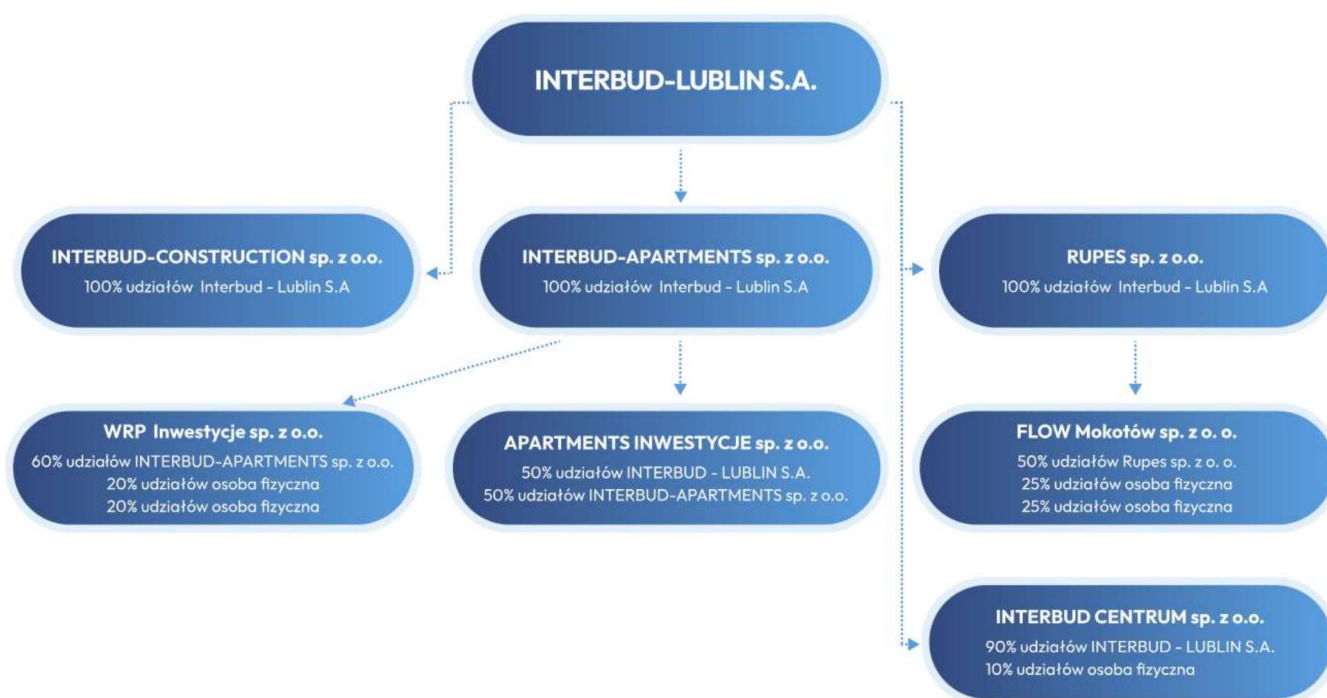 INTERBUD-LUBLIN S.A.
INTERBUD-CONSTRUCTION sp. z o.o.
100% udziałów Interbud - Lublin S.A
INTERBUD-APARTMENTS sp. z o.o.
100% udziałów Interbud - Lublin S.A
RUPES sp. z o.o.
100% udziałów Interbud - Lublin S.A
WRP Inwestycje sp. z o.o.
60% udziałów INTERBUD-APARTMENTS sp. z o.o.
20% udziałów osoba fizyczna
20% udziałów osoba fizyczna
APARTMENTS INWESTYCJE sp. z o.o.
50% udziałów INTERBUD - LUBLIN S.A.
50% udziałów INTERBUD-APARTMENTS sp. z o.o.
FLOW Mokotów sp. z o. o.
50% udziałów Rupes sp. z o. o.
25% udziałów osoba fizyczna
25% udziałów osoba fizyczna
INTERBUD CENTRUM sp. z o.o.
90% udziałów INTERBUD - LUBLIN S.A.
10% udziałów osoba fizyczna